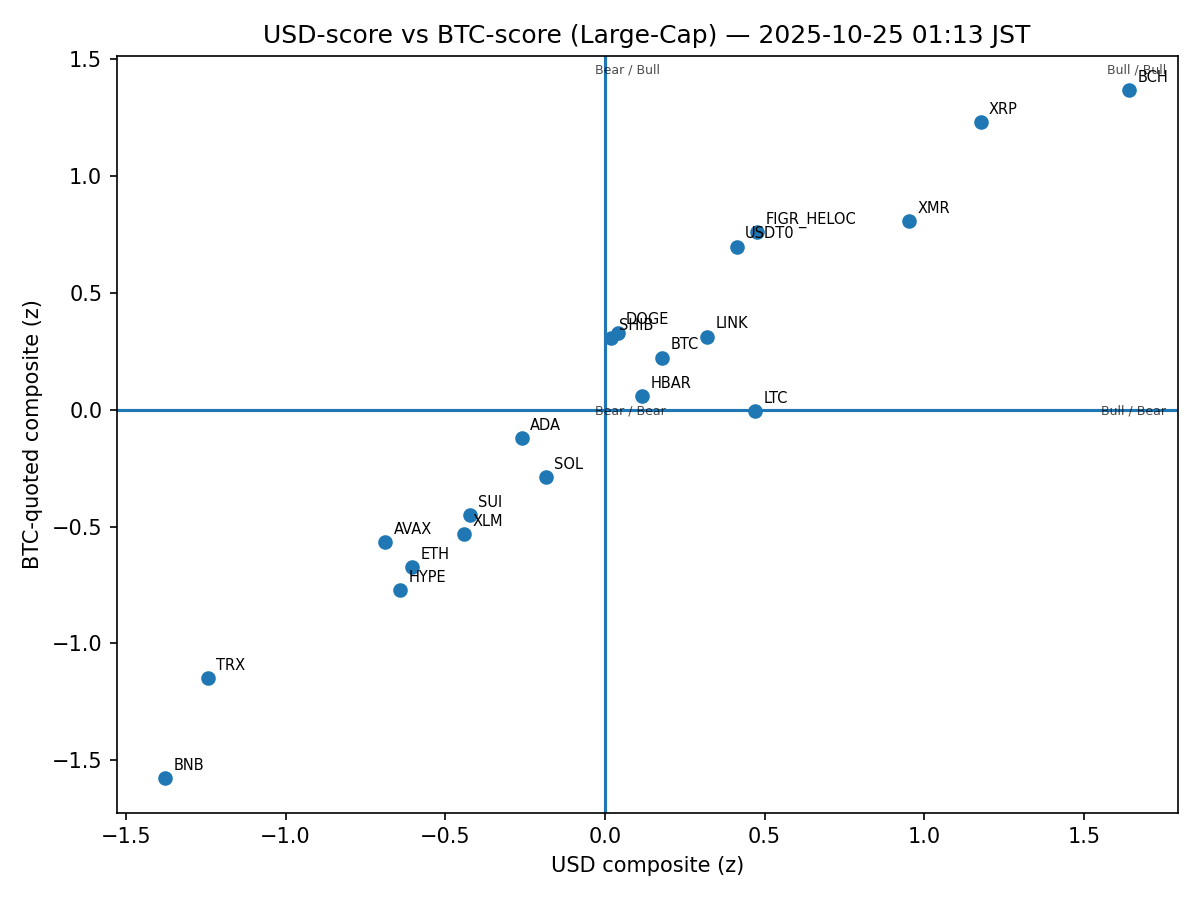 USD-score vs BTC-score (Large-Cap) — 2025-10-25 01:13 JST
1.5
Bear / Bull
Bull / Bull
BCH
XRP
1.0
XMR
FIGR_HELOC
USDT0
0.5
DOGE
SHIB
LINK
BTC
HBAR
LTC
0.0
Bear / Bear
Bull / Bear
ADA
SOL
SUI
XLM
−0.5
AVAX
ETH
HYPE
−1.0
TRX
−1.5
BNB
BTC-quoted composite (z)
−1.5
−1.0
−0.5
0.0
0.5
1.0
1.5
USD composite (z)